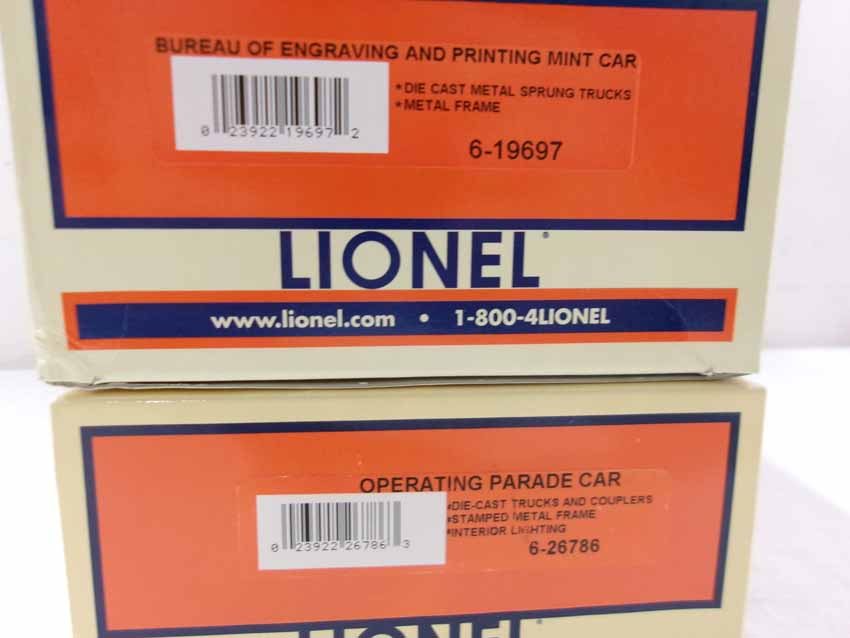 BUREAU OF ENGRAVING AND PRINTING MINT CAR
*DIE CAST METAL SPRUNG TRUCKS
*METAL FRAME
0 23922 19697 2
6-19697
LIONEL®
www.lionel.com • 1-800-4LIONEL
OPERATING PARADE CAR
*DIE-CAST TRUCKS AND COUPLERS
*STAMPED METAL FRAME
*INTERIOR LIGHTING
0 23922 26786 3
6-26786
LIONEL